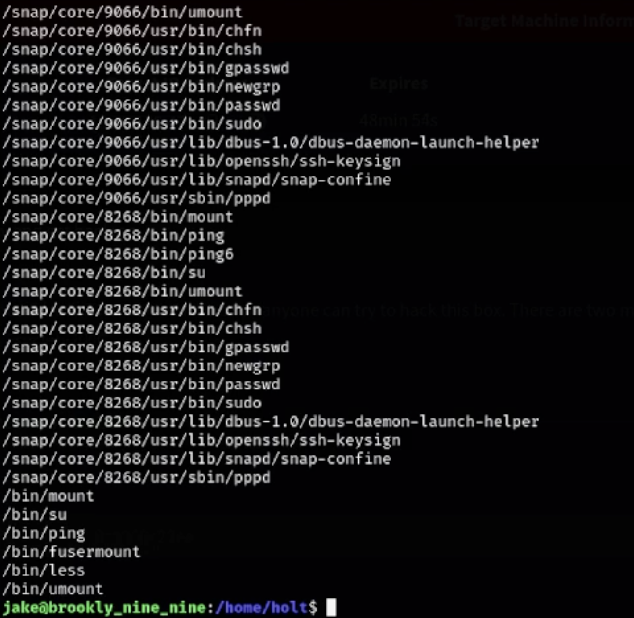 /snap/core/9066/bin/umount
/snap/core/9066/usr/bin/chfn
/snap/core/9066/usr/bin/chsh
/snap/core/9066/usr/bin/gpasswd
/snap/core/9066/usr/bin/newgrp
/snap/core/9066/usr/bin/passwd
/snap/core/9066/usr/bin/sudo
/snap/core/9066/usr/lib/dbus-1.0/dbus-daemon-launch-helper
/snap/core/9066/usr/lib/openssh/ssh-keysign
/snap/core/9066/usr/lib/snapd/snap-confine
/snap/core/9066/usr/sbin/pppd
/snap/core/8268/bin/mount
/snap/core/8268/bin/ping
/snap/core/8268/bin/ping6
/snap/core/8268/bin/su
/snap/core/8268/bin/umount
/snap/core/8268/usr/bin/chfn
/snap/core/8268/usr/bin/chsh
/snap/core/8268/usr/bin/gpasswd
/snap/core/8268/usr/bin/newgrp
/snap/core/8268/usr/bin/passwd
/snap/core/8268/usr/bin/sudo
/snap/core/8268/usr/lib/dbus-1.0/dbus-daemon-launch-helper
/snap/core/8268/usr/lib/openssh/ssh-keysign
/snap/core/8268/usr/lib/snapd/snap-confine
/snap/core/8268/usr/sbin/pppd
/bin/mount
/bin/su
/bin/ping
/bin/fusermount
/bin/less
/bin/umount
jake@brookly_nine_nine:/home/holt$
Target Machine Inform
Expires